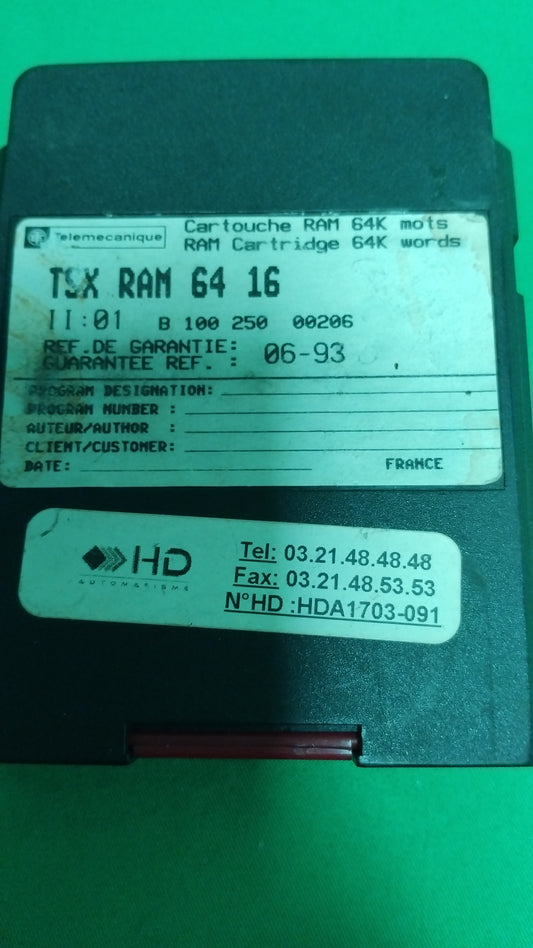 Telemecanique
Cartouche RAM 64K mots
RAM Cartridge 64K words
TSX RAM 64 16
II:01 B 100 250 00206
REF.DE GARANTIE:
GUARANTEE REF. : 06-93
PROGRAM DESIGNATION:
PROGRAM NUMBER :
AUTEUR/AUTHOR :
CLIENT/CUSTOMER:
DATE: FRANCE
HD
AUTOMATISME
Tel: 03.21.48.48.48
Fax: 03.21.48.53.53
N°HD :HDA1703-091